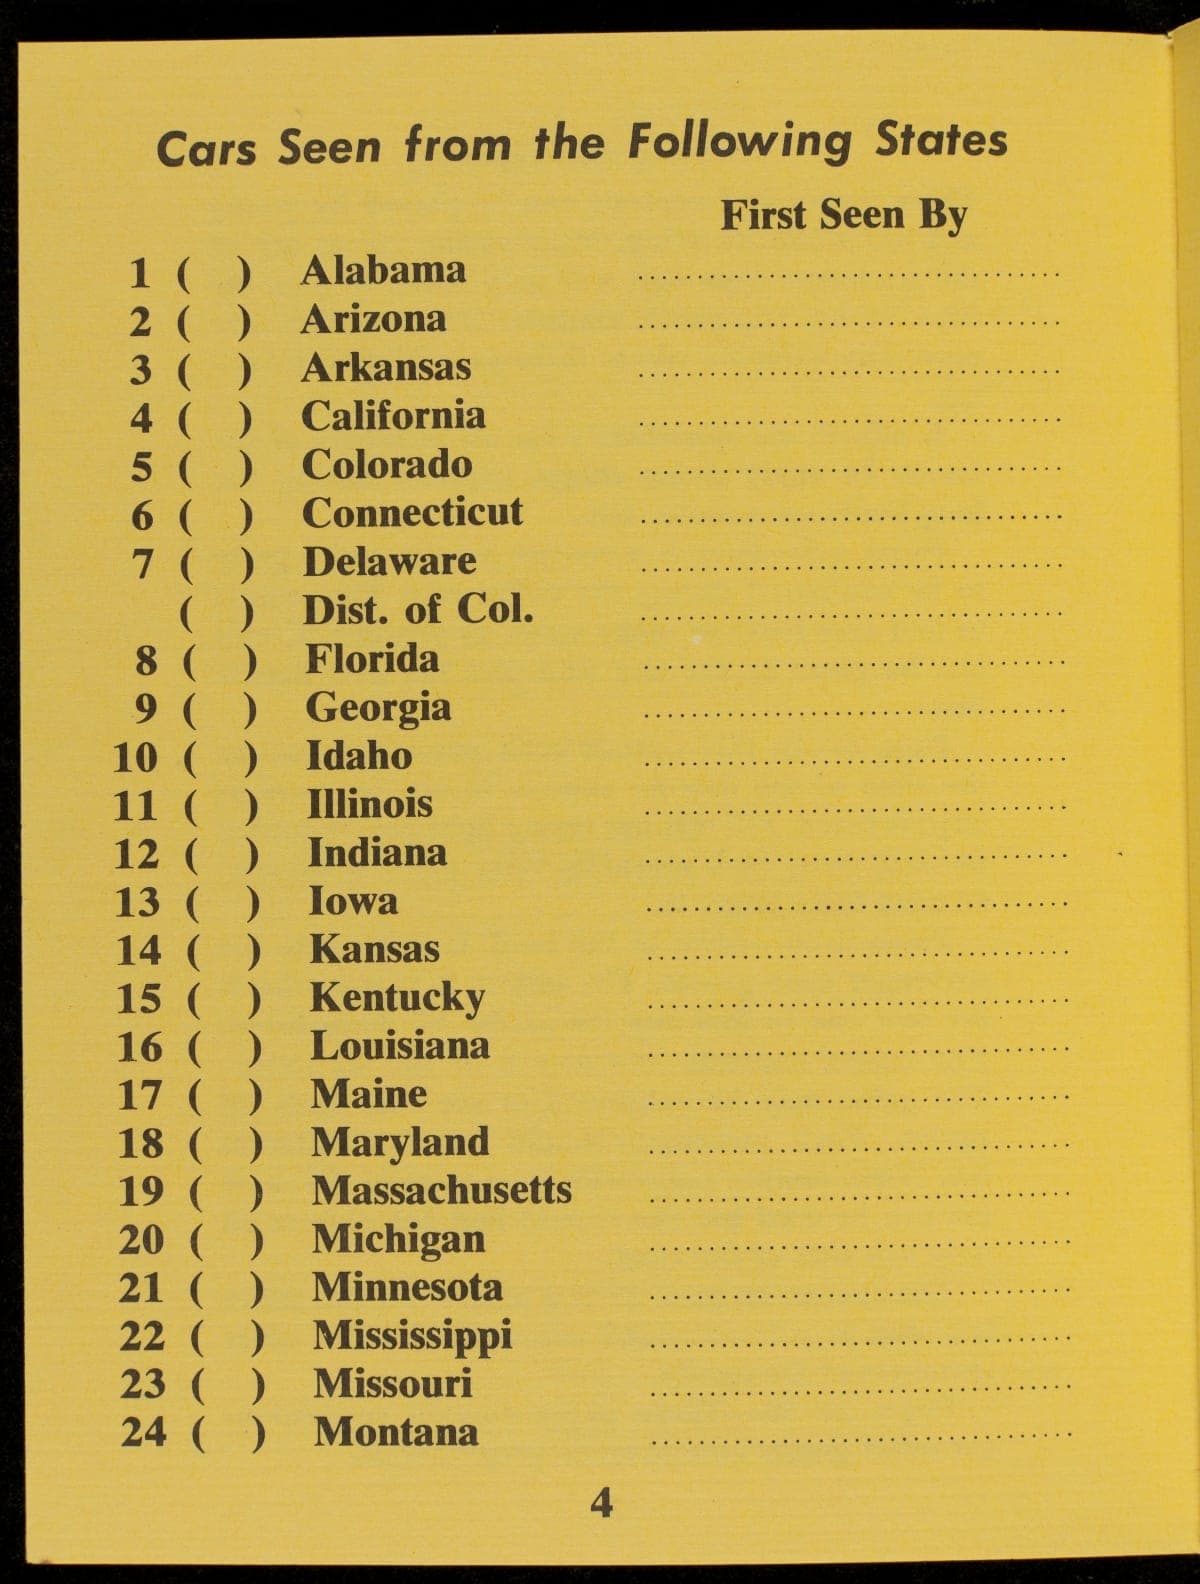 Cars Seen from the Following States
First Seen By
1 ( ) Alabama ....................................
2 ( ) Arizona ....................................
3 ( ) Arkansas ....................................
4 ( ) California ....................................
5 ( ) Colorado ....................................
6 ( ) Connecticut ....................................
7 ( ) Delaware ....................................
( ) Dist. of Col. ....................................
8 ( ) Florida ....................................
9 ( ) Georgia ....................................
10 ( ) Idaho ....................................
11 ( ) Illinois ....................................
12 ( ) Indiana ....................................
13 ( ) Iowa ....................................
14 ( ) Kansas ....................................
15 ( ) Kentucky ....................................
16 ( ) Louisiana ....................................
17 ( ) Maine ....................................
18 ( ) Maryland ....................................
19 ( ) Massachusetts ....................................
20 ( ) Michigan ....................................
21 ( ) Minnesota ....................................
22 ( ) Mississippi ....................................
23 ( ) Missouri ....................................
24 ( ) Montana ....................................
4